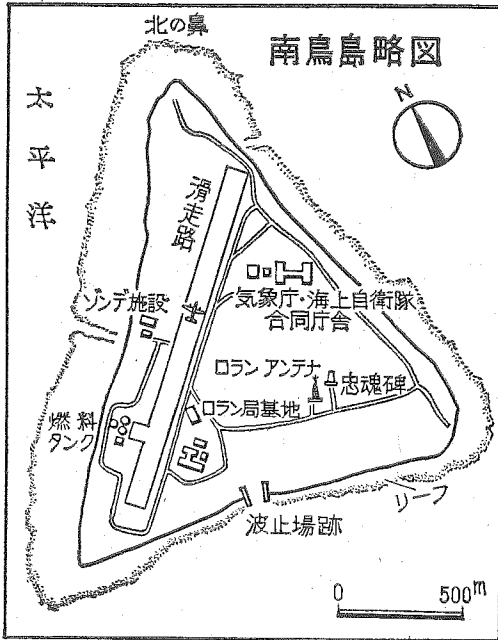 北の鼻
南鳥島略図
太平洋
N
滑走路
ゾンデ施設
気象庁・海上自衛隊
合同庁舎
ロラン アンテナ
忠魂碑
ロラン局基地
燃料
タンク
リーフ
波止場跡
0 500m